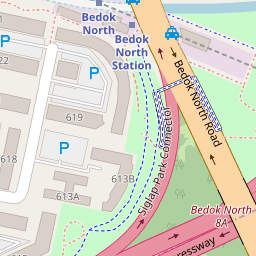 Bedok
North
Bedok
North
Station
22
P
P
619
P
618
613B
613A
Bedok North Road
Siglap Park Connector
Bedok North
8A
ressway